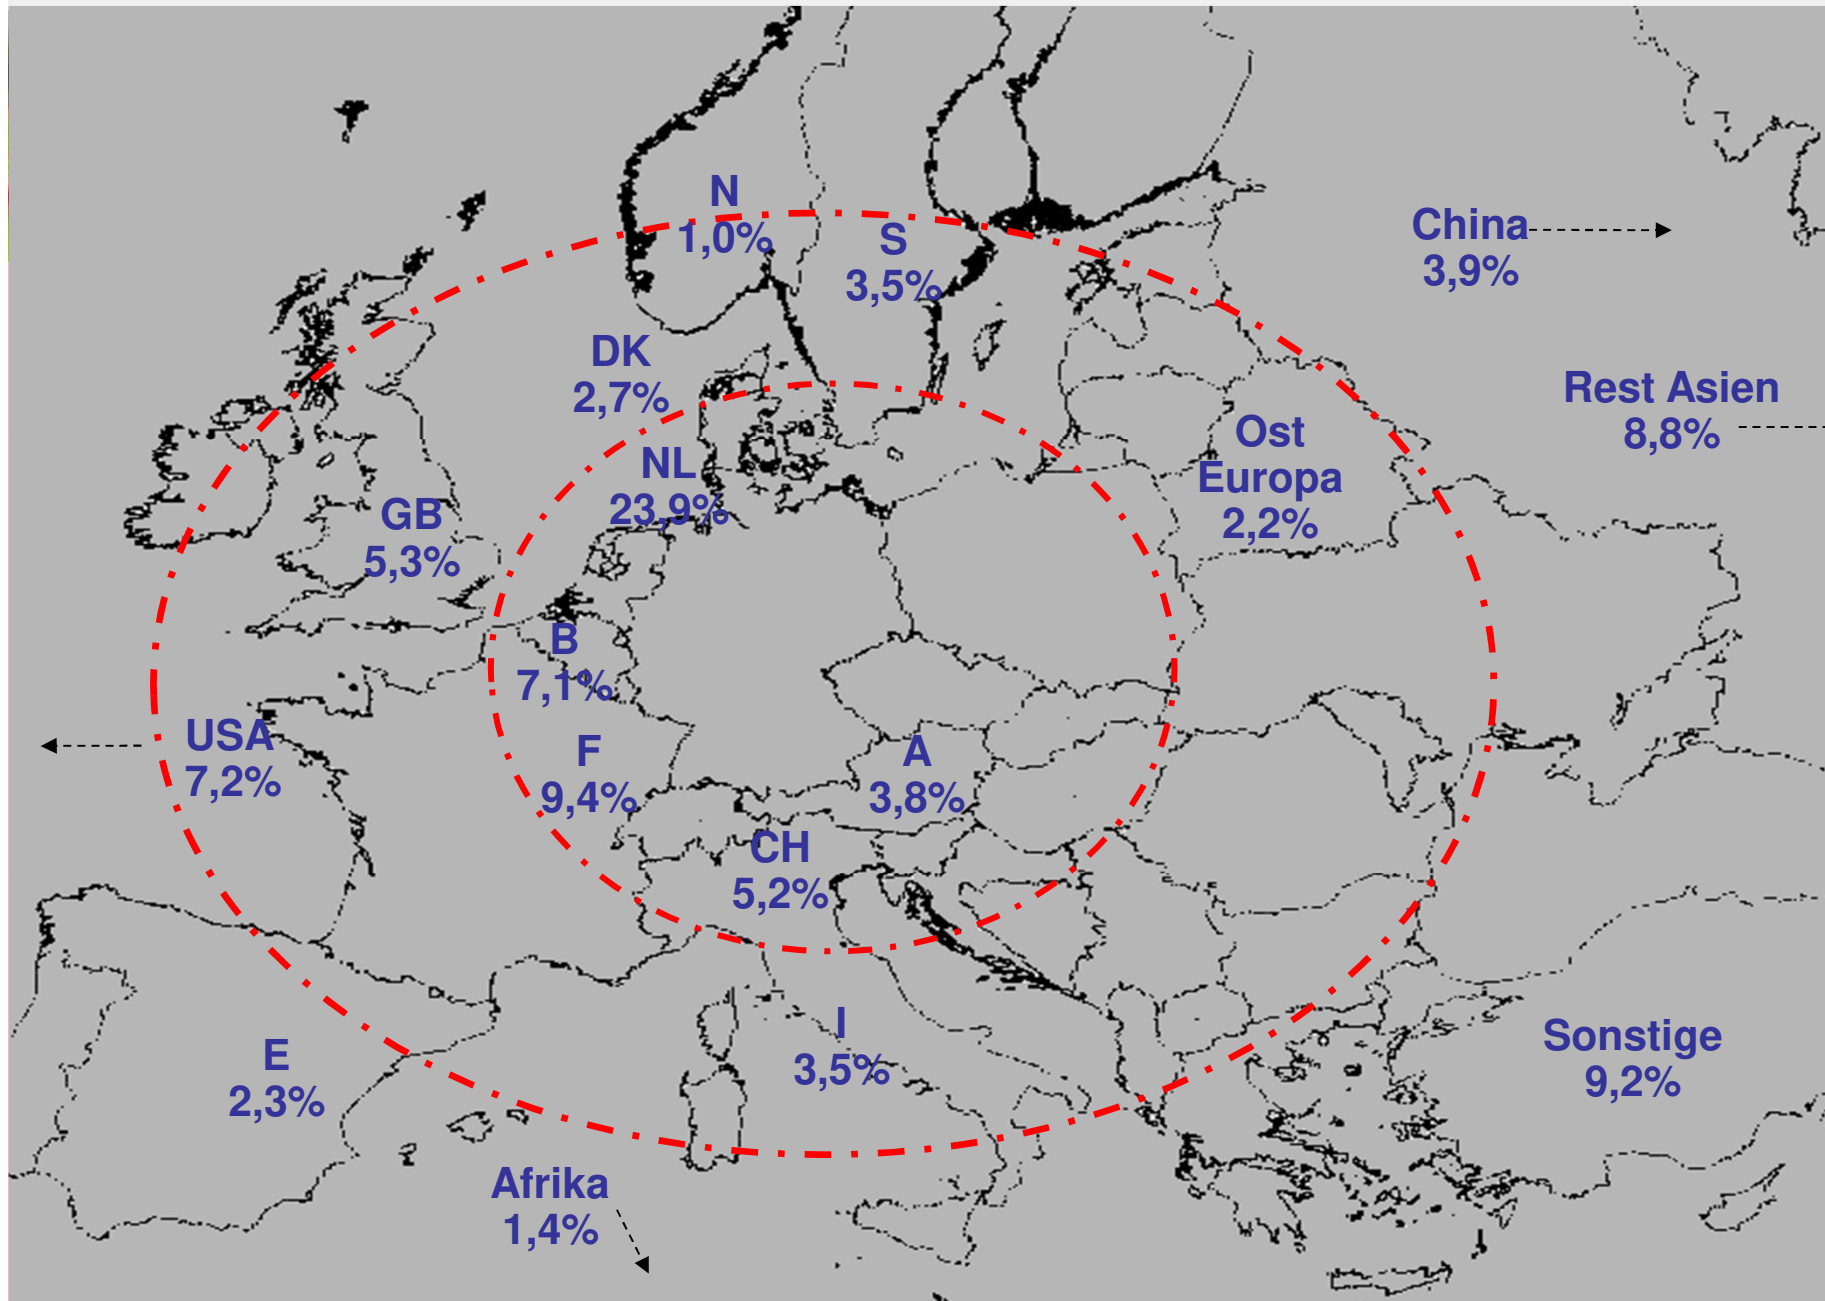 N
1,0%
S
3,5%
China
3,9%
DK
2,7%
Rest Asien
8,8%
Ost
Europa
2,2%
NL
23,9%
GB
5,3%
B
7,1%
USA
7,2%
F
9,4%
A
3,8%
CH
5,2%
I
3,5%
E
2,3%
Sonstige
9,2%
Afrika
1,4%